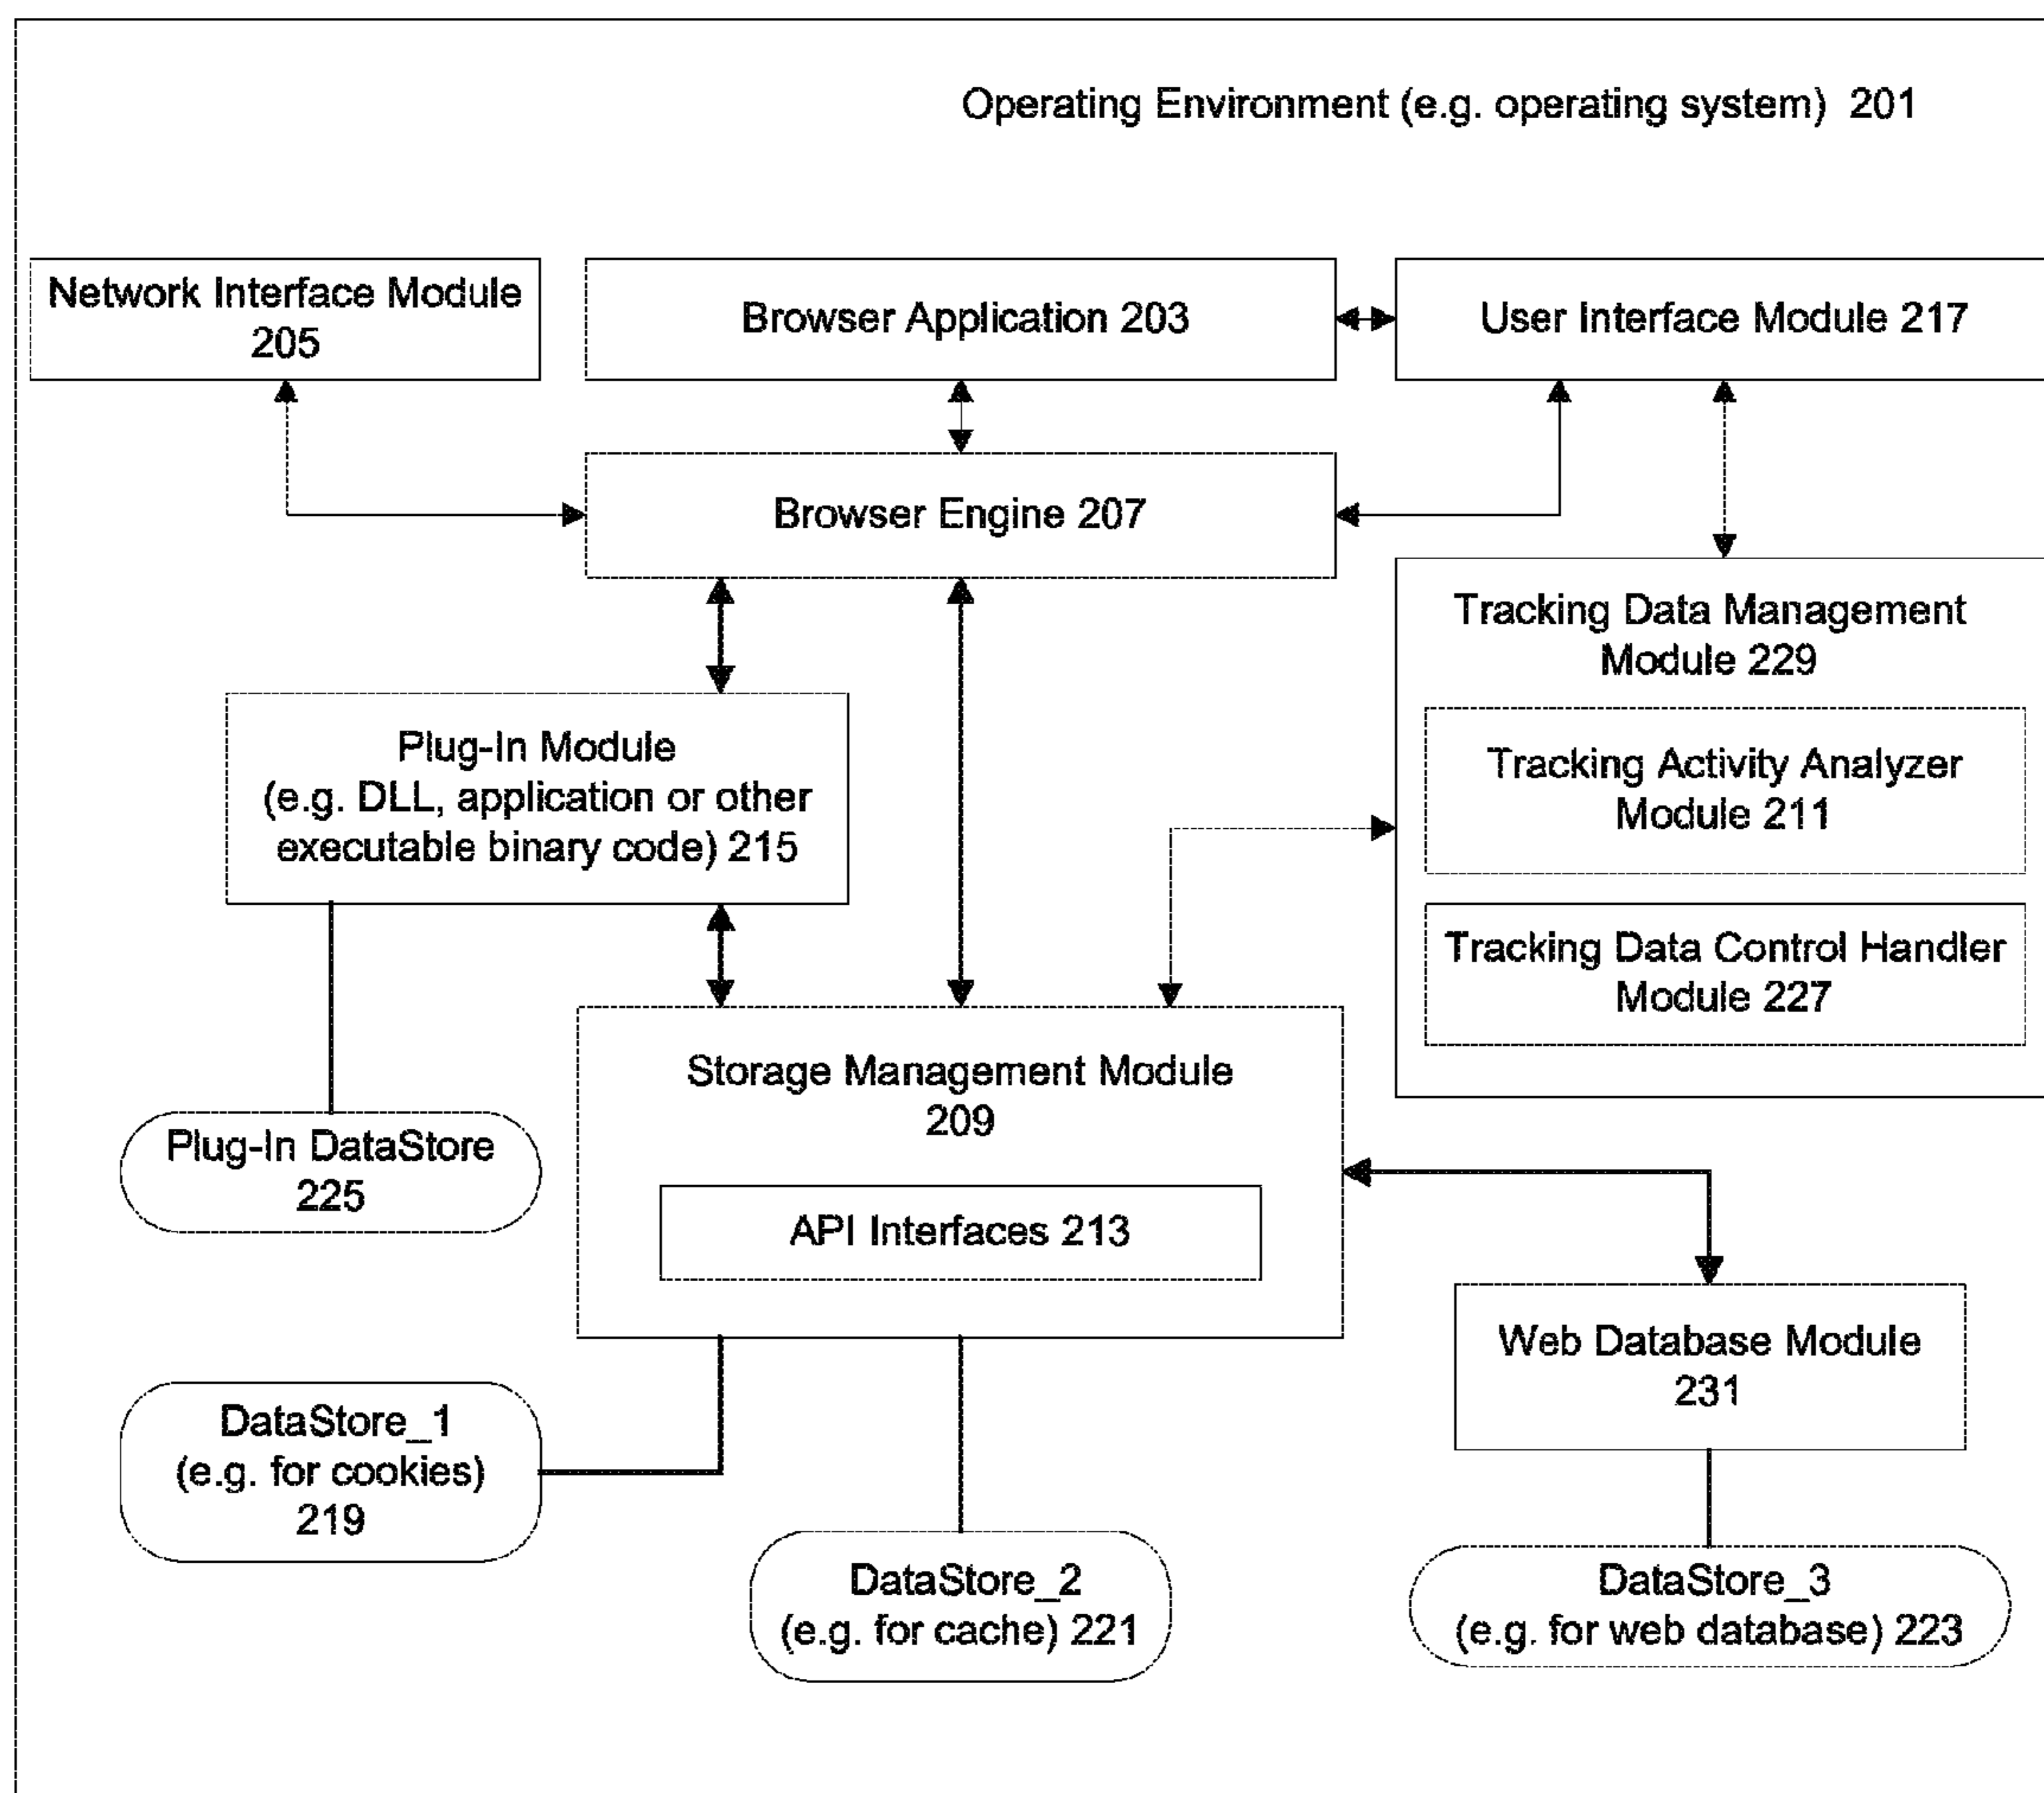 Operating Environment (e.g. operating system) 201
Network Interface Module
205
Browser Application 203
User Interface Module 217
Browser Engine 207
Tracking Data Management
Module 229
Tracking Activity Analyzer
Module 211
Tracking Data Control Handler
Module 227
Plug-In Module
(e.g. DLL, application or other
executable binary code) 215
Storage Management Module
209
API Interfaces 213
Plug-In DataStore
225
Web Database Module
231
DataStore_1
(e.g. for cookies)
219
DataStore_2
(e.g. for cache) 221
DataStore_3
(e.g. for web database) 223